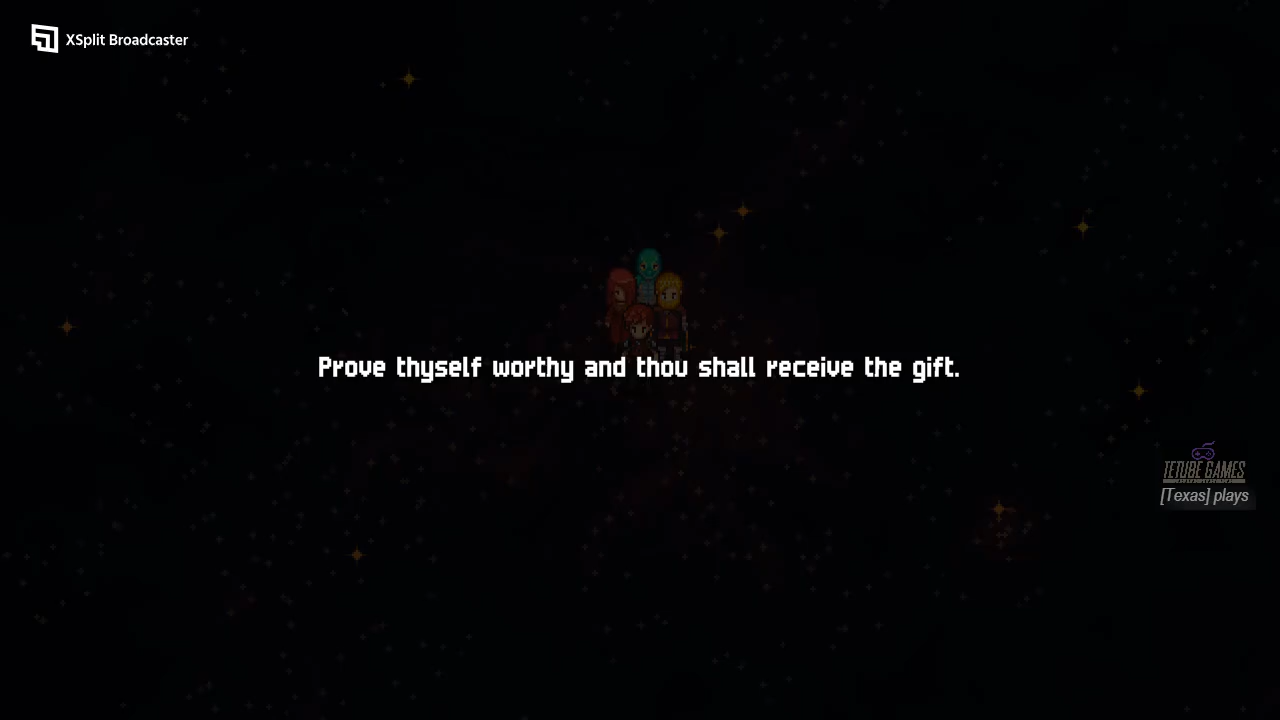 XSplit Broadcaster
Prove thyself worthy and thou shall receive the gift.
TETUBE GAMES
[Texas] plays